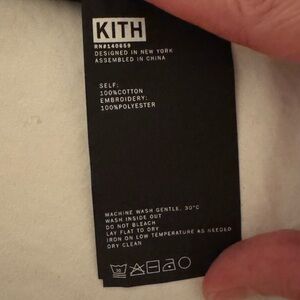 KITH
RN#140659
DESIGNED IN NEW YORK
ASSEMBLED IN CHINA
SELF:
100%COTTON
EMBROIDERY:
100%POLYESTER
MACHINE WASH GENTLE, 30°C
WASH INSIDE OUT
DO NOT BLEACH
LAY FLAT TO DRY
IRON ON LOW TEMPERATURE AS NEEDED
DRY CLEAN
30